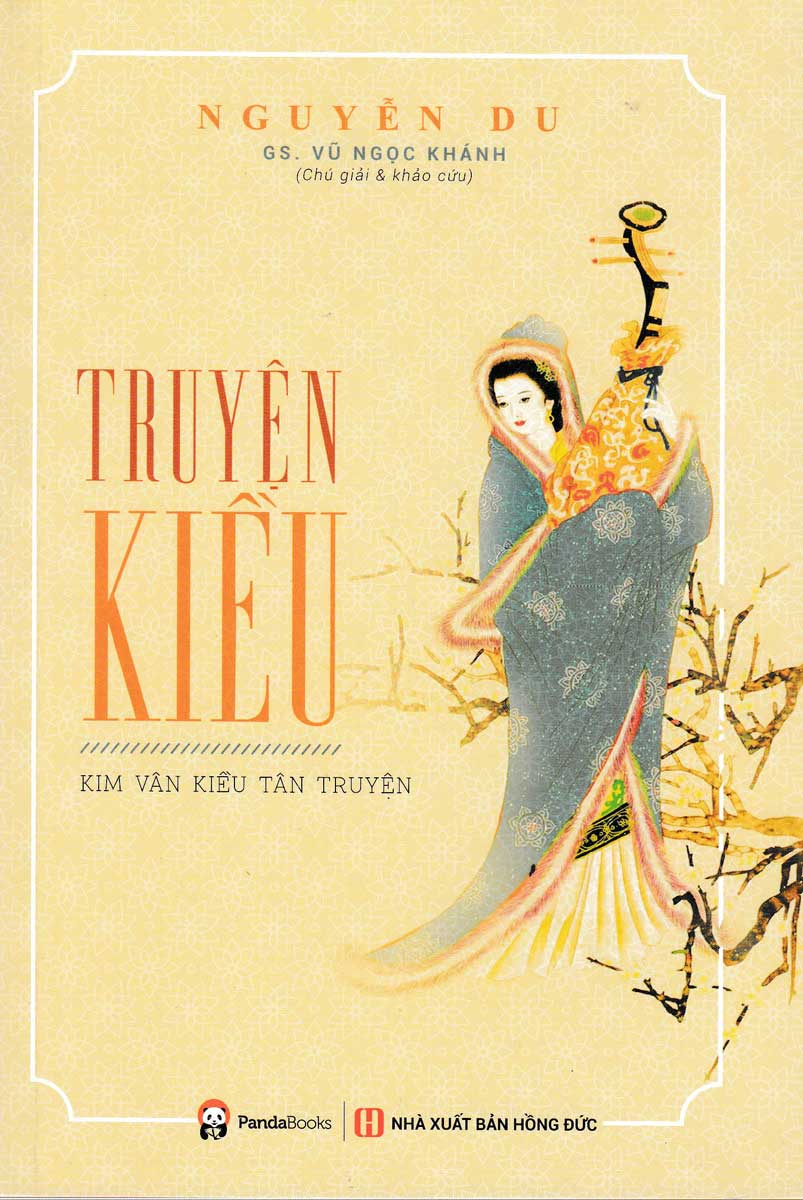 NGUYỄN DU
GS. VŨ NGỌC KHÁNH
(Chú giải & khảo cứu)
TRUYỆN
KIỀU
KIM VÂN KIỀU TÂN TRUYỆN
PandaBooks
NHÀ XUẤT BẢN HỒNG ĐỨC